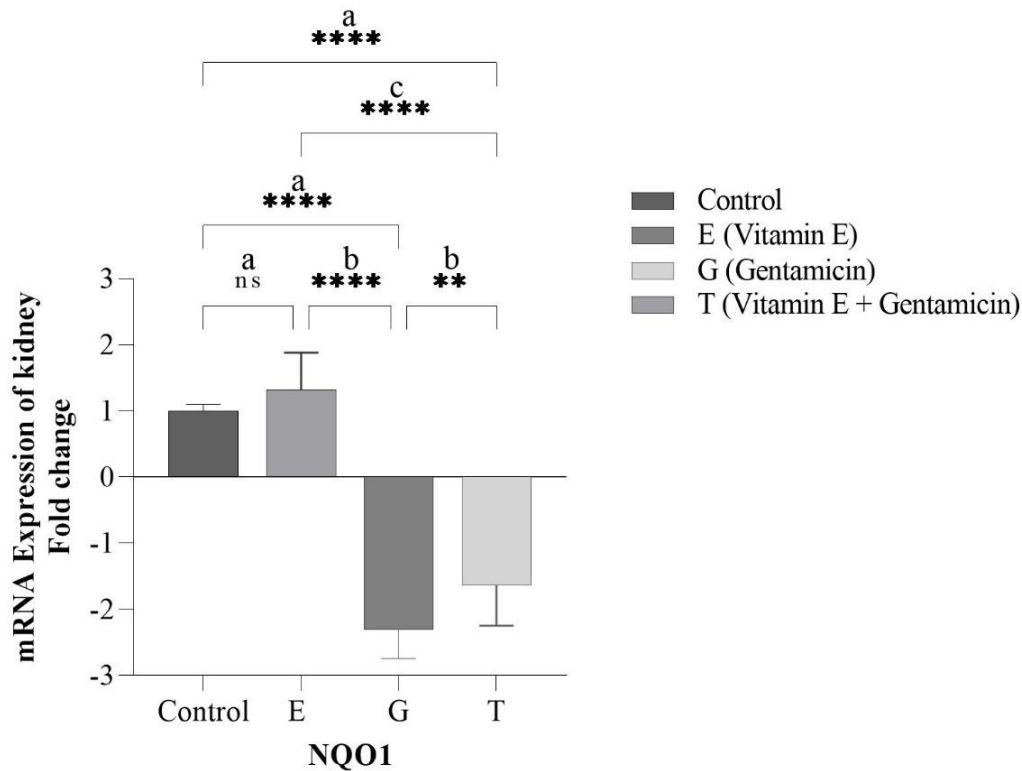 a
****
c
****
a
****
a
ns
b
****
b
**
Control
E (Vitamin E)
G (Gentamicin)
T (Vitamin E + Gentamicin)
mRNA Expression of kidney
Fold change
3
2
1
0
-1
-2
-3
Control E G T
NQO1